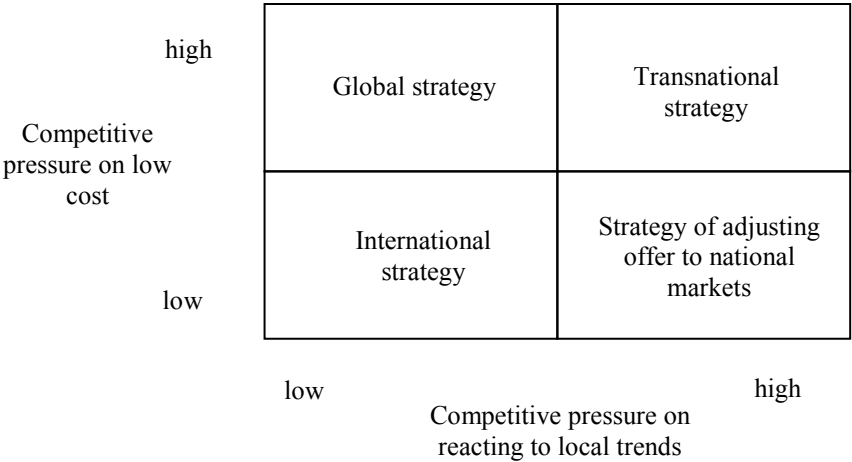 high
Global strategy
Transnational
strategy
Competitive
pressure on low
cost
International
strategy
Strategy of adjusting
offer to national
markets
low
low
high
Competitive pressure on
reacting to local trends